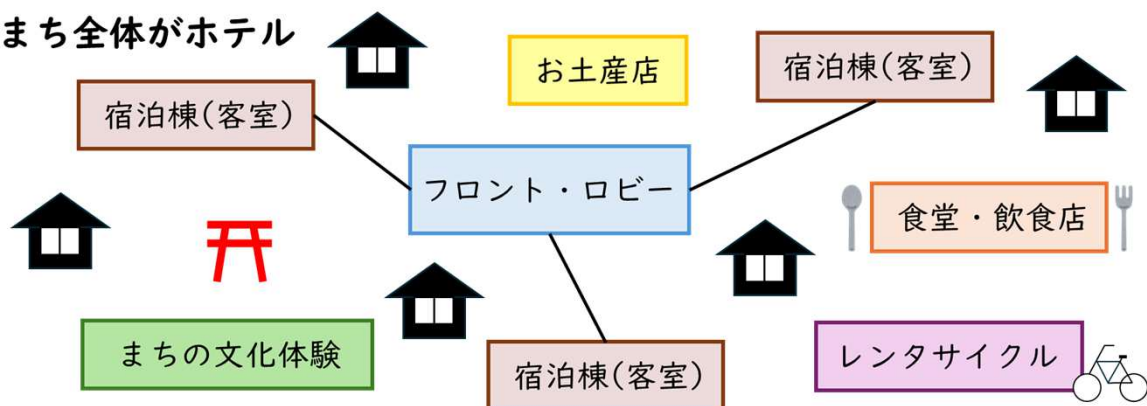 まち全体がホテル
お土産店
宿泊棟(客室)
宿泊棟(客室)
フロント・ロビー
食堂・飲食店
まちの文化体験
宿泊棟(客室)
レンタサイクル